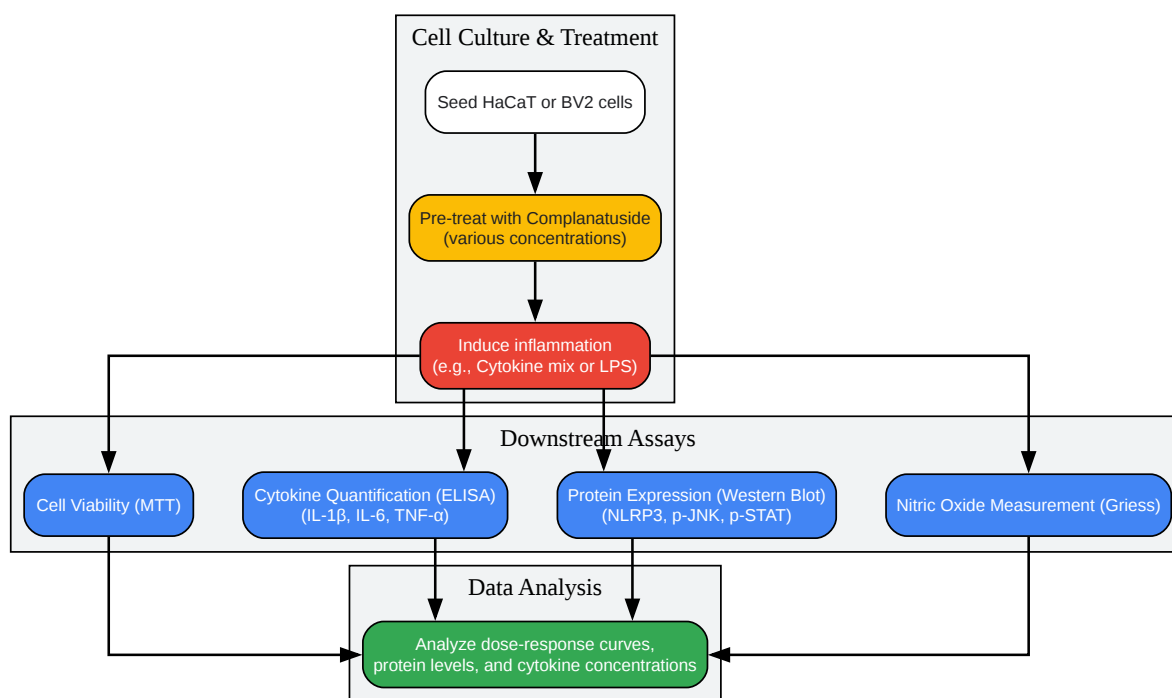 Cell Culture & Treatment
Seed HaCaT or BV2 cells
Pre-treat with Complanatuside
(various concentrations)
Induce inflammation
(e.g., Cytokine mix or LPS)
Downstream Assays
Cell Viability (MTT)
Cytokine Quantification (ELISA)
(IL-1β, IL-6, TNF-α)
Protein Expression (Western Blot)
(NLRP3, p-JNK, p-STAT)
Nitric Oxide Measurement (Griess)
Data Analysis
Analyze dose-response curves,
protein levels, and cytokine concentrations